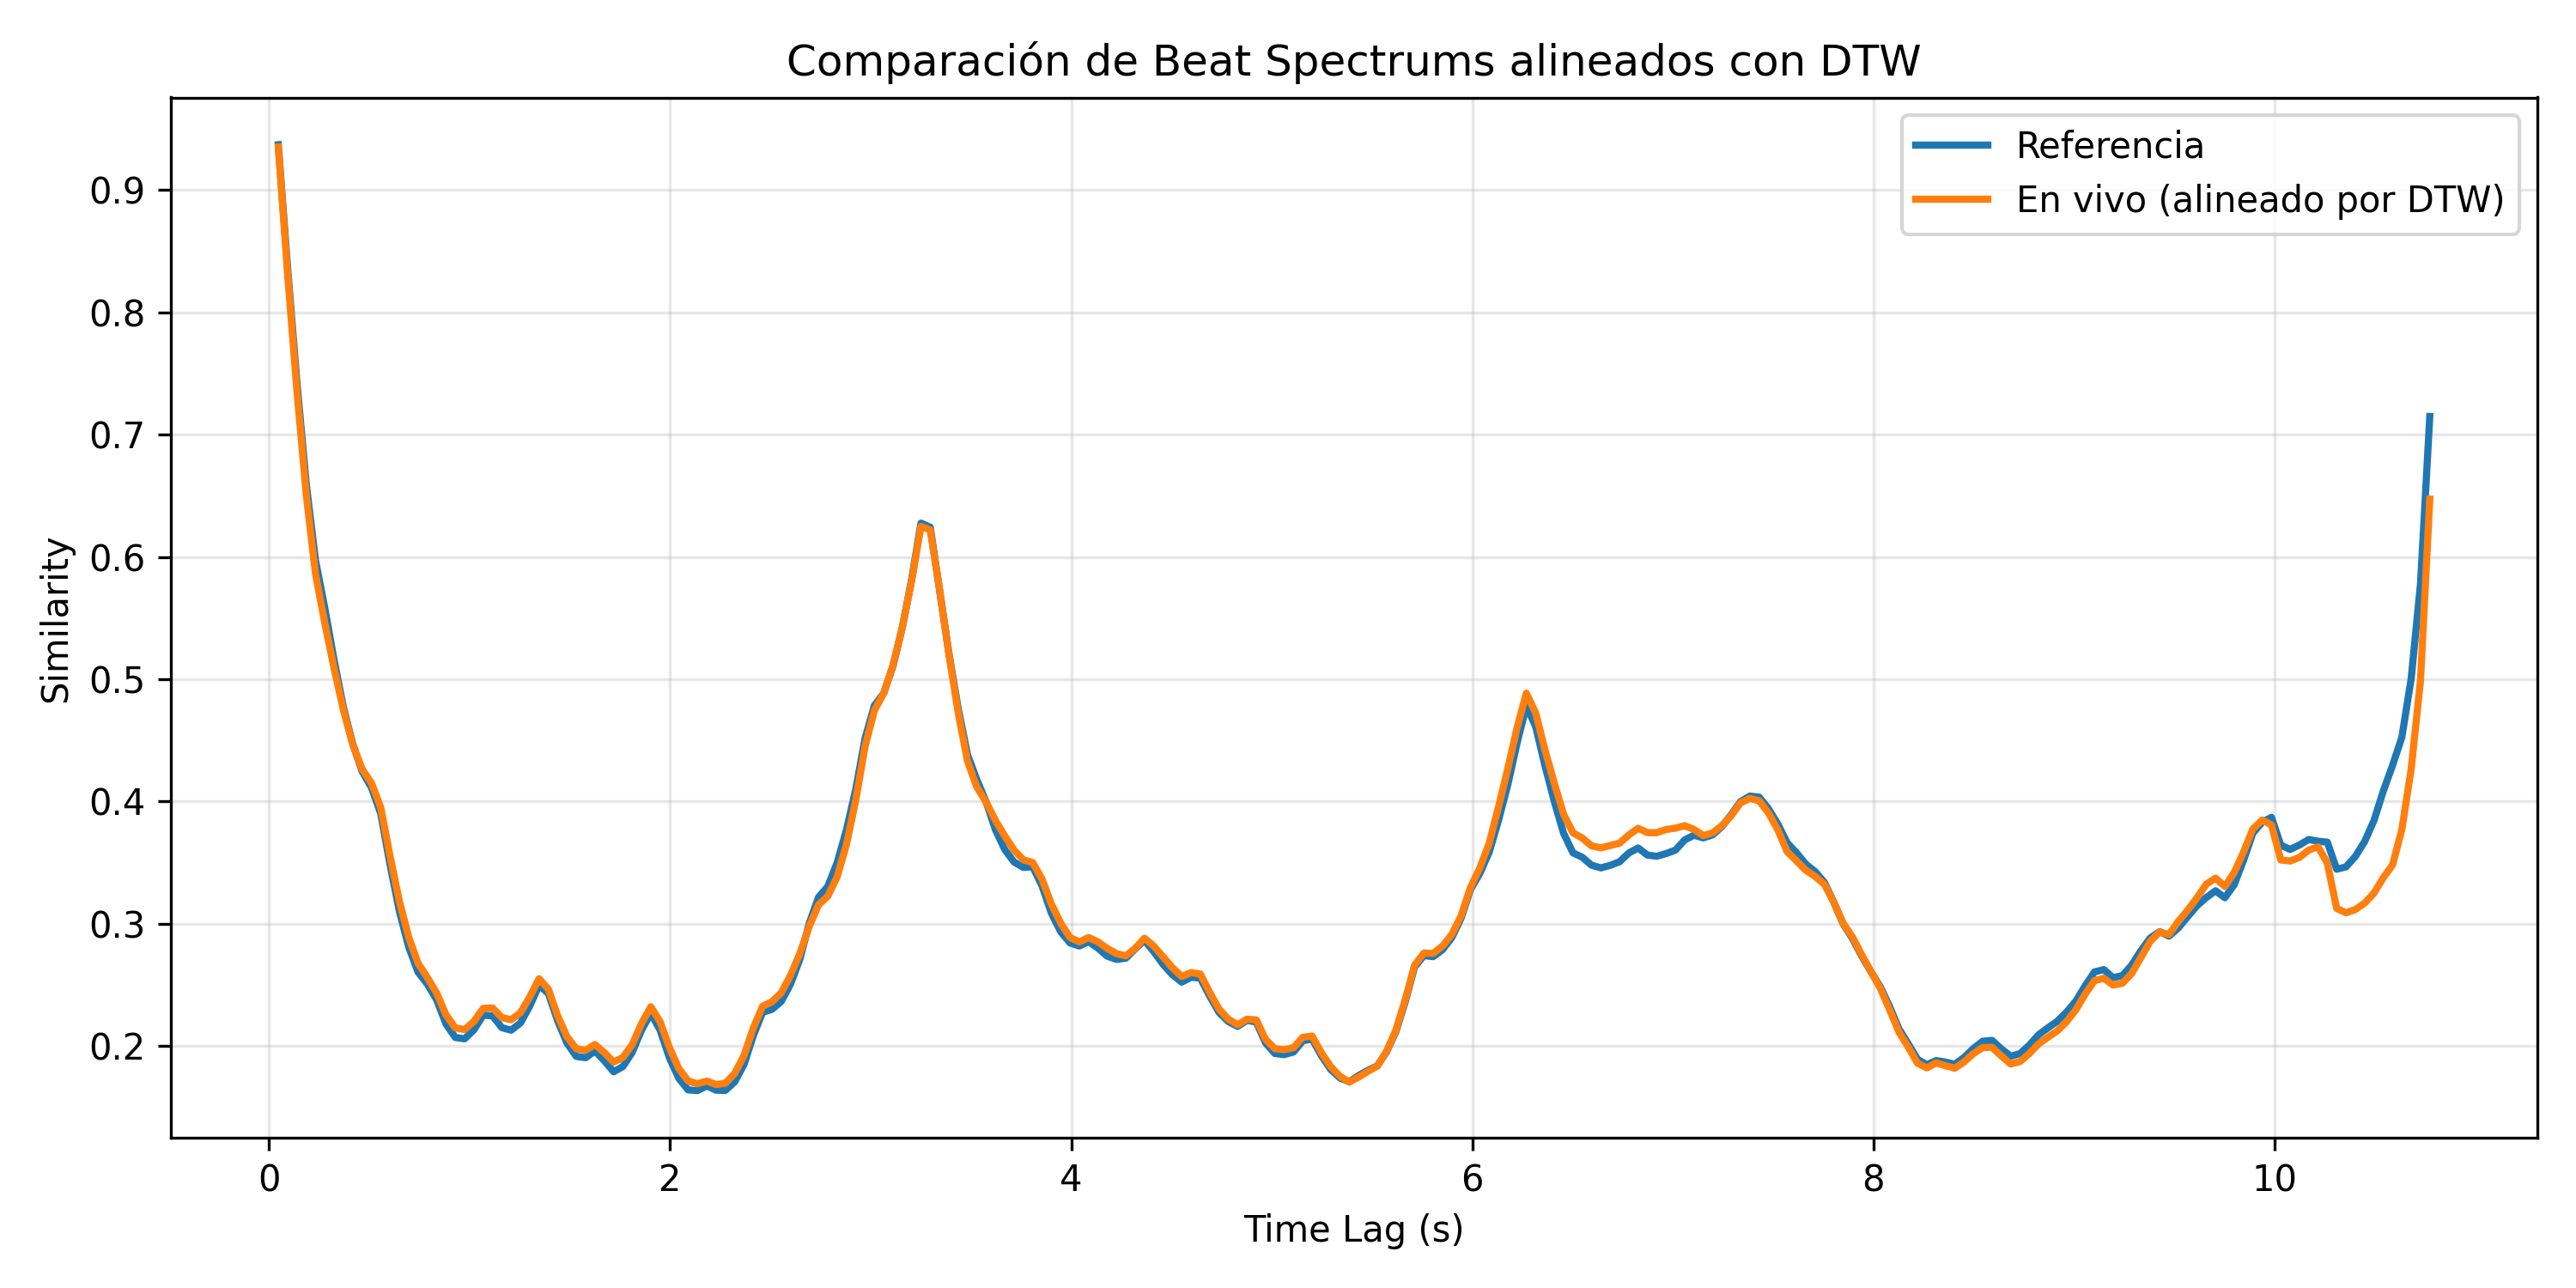 Comparación de Beat Spectrums alineados con DTW
Referencia
En vivo (alineado por DTW)
Similarity
0.9
0.8
0.7
0.6
0.5
0.4
0.3
0.2
0 2 4 6 8 10
Time Lag (s)